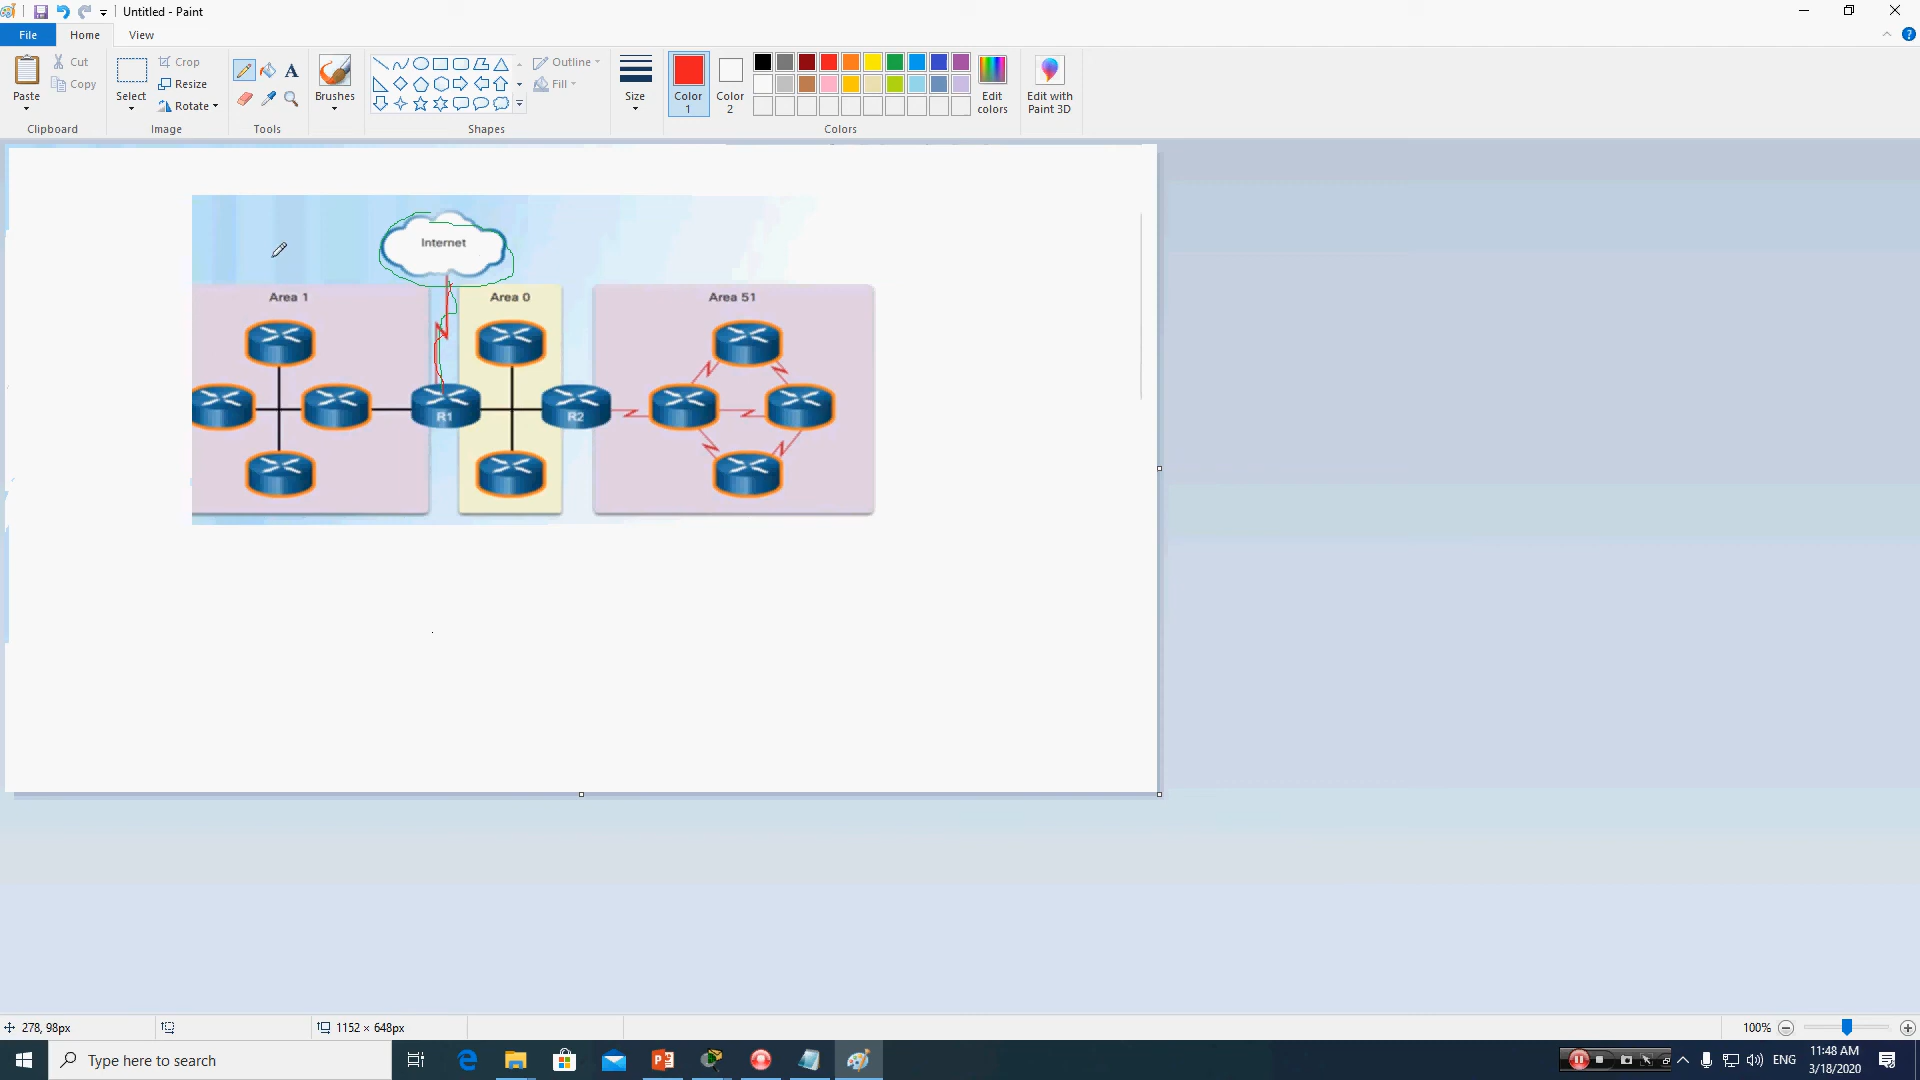 Untitled - Paint
File Home View
Paste
Cut
Copy
Clipboard
Select
Crop
Resize
Rotate
Image
Tools
Brushes
Shapes
Outline
Fill
Size
Color 1
Color 2
Edit colors
Colors
Edit with Paint 3D
Internet
Area 1 Area 0 Area 51
R1 R2
278, 98px 1152 × 648px 100%
Type here to search
ENG 11:48 AM
3/18/2020